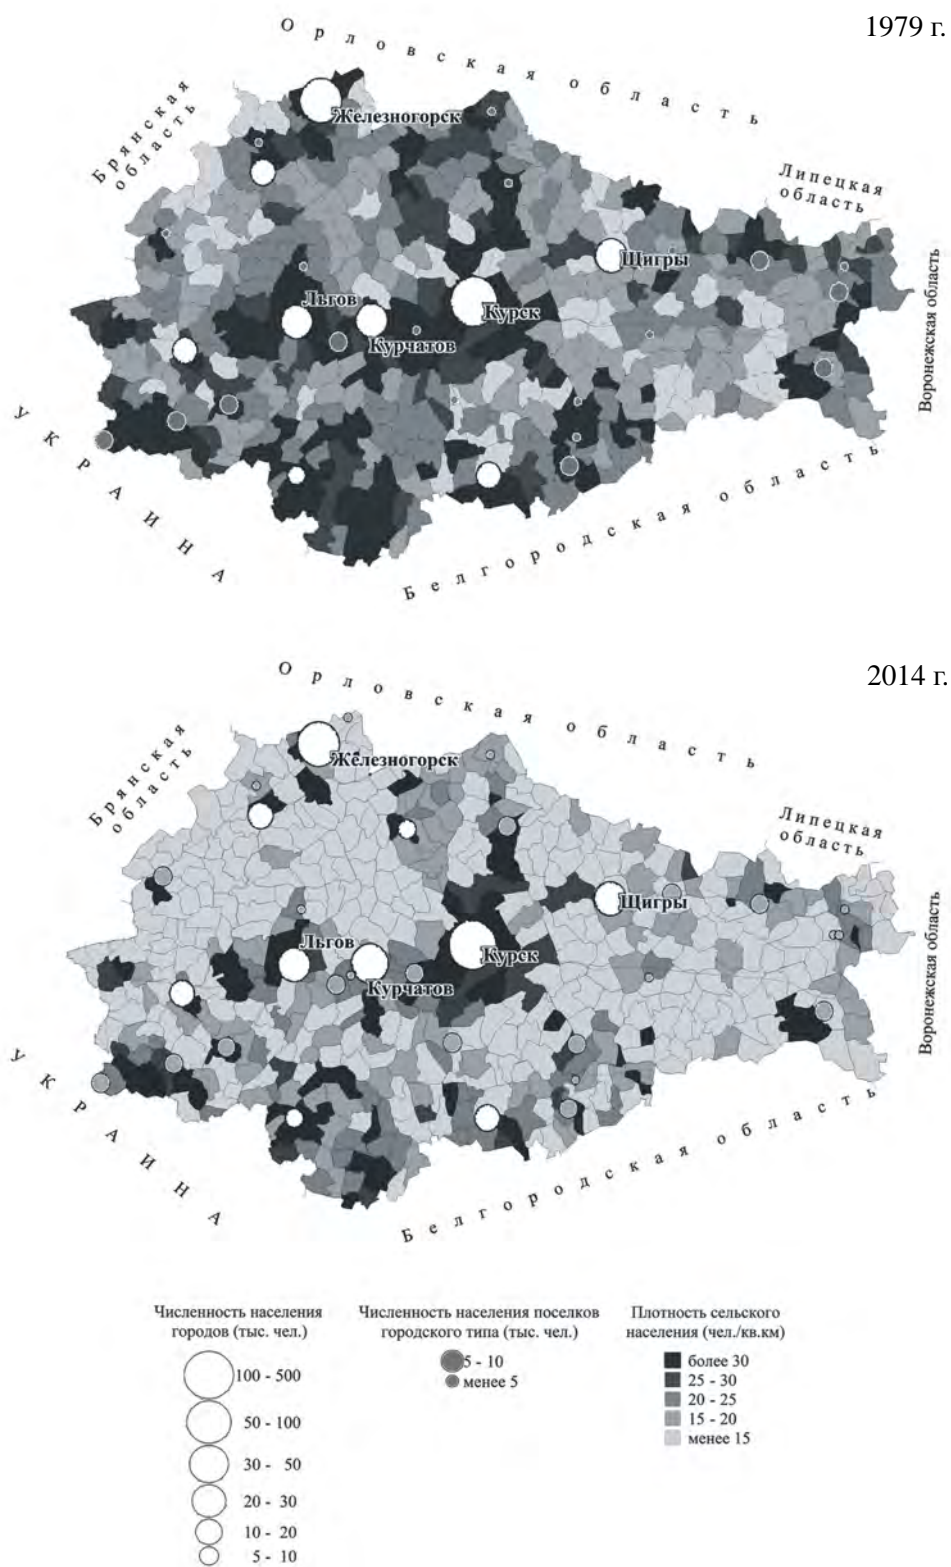 1979 г.
Орловская область
Брянская
область
Железногорск
Липецкая
область
Щигры
Льгов
Курск
Курчатов
Воронежская область
УКРАИНА
Белгородская область
2014 г.
Орловская область
Брянская
область
Железногорск
Липецкая
область
Щигры
Льгов
Курск
Курчатов
Воронежская область
УКРАИНА
Белгородская область
Численность населения
городов (тыс. чел.)
100 - 500
50 - 100
30 - 50
20 - 30
10 - 20
5 - 10
Численность населения поселков
городского типа (тыс. чел.)
5 - 10
менее 5
Плотность сельского
населения (чел./кв.км)
более 30
25 - 30
20 - 25
15 - 20
менее 15